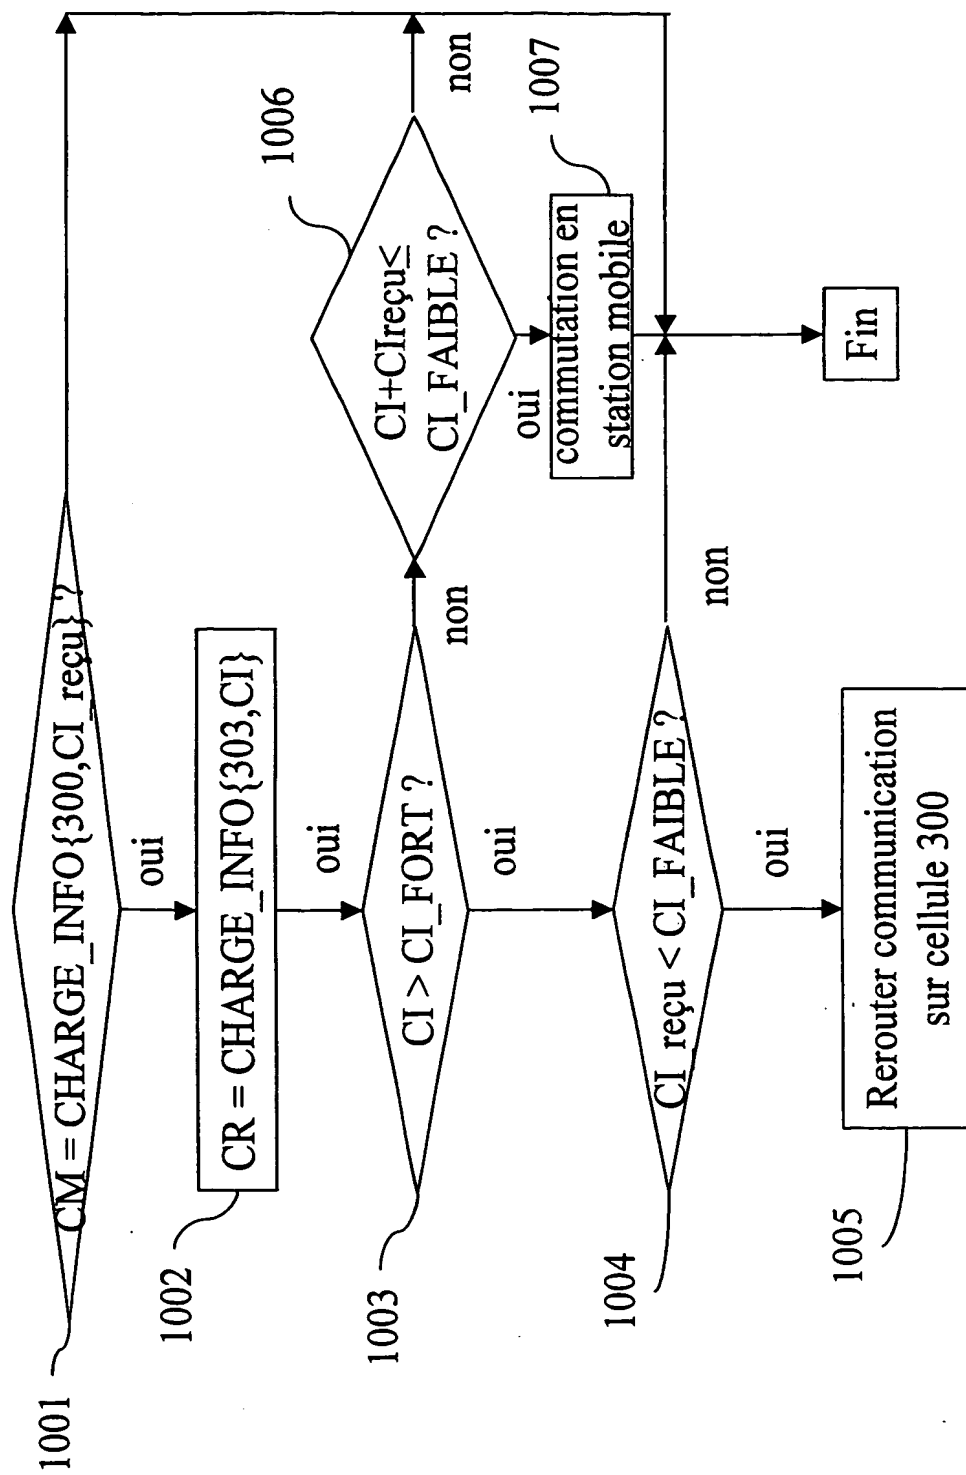 1001
CM = CHARGE_INFO{300,CI_reçu} ?
oui
1002
CR = CHARGE_INFO{303,CI}
oui
1003
CI > CI_FORT ?
non
oui
1006
CI+CIreçu≤
CI_FAIBLE ?
non
oui
1007
commutation en
station mobile
1004
CI_reçu < CI_FAIBLE ?
non
oui
1005
Rerouter communication
sur cellule 300
Fin